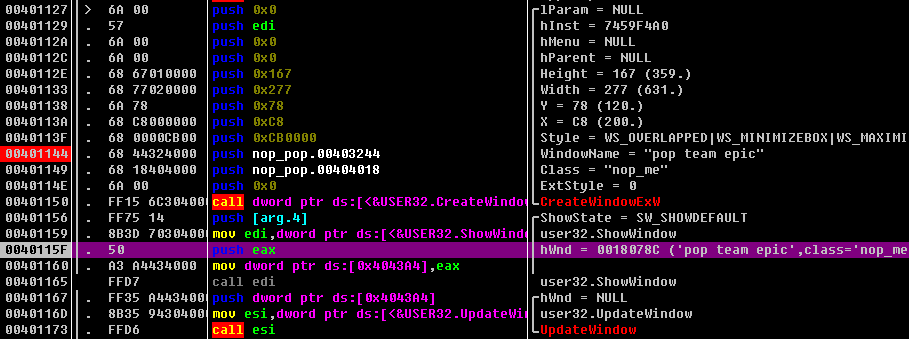 00401127 > 6A 00 push 0x0 lParam = NULL
00401129 . 57 push edi hInst = 7459F4A0
0040112A . 6A 00 push 0x0 hMenu = NULL
0040112C . 6A 00 push 0x0 hParent = NULL
0040112E . 68 67010000 push 0x167 Height = 167 (359.)
00401133 . 68 77020000 push 0x277 Width = 277 (631.)
00401138 . 6A 78 push 0x78 Y = 78 (120.)
0040113A . 68 C8000000 push 0xC8 X = C8 (200.)
0040113F . 68 0000CB00 push 0xCB0000 Style = WS_OVERLAPPED|WS_MINIMIZEBOX|WS_MAXIMI
00401144 . 68 44324000 push nop_pop.00403244 WindowName = "pop team epic"
00401149 . 68 18404000 push nop_pop.00404018 Class = "nop_me"
0040114E . 6A 00 push 0x0 ExtStyle = 0
00401150 . FF15 6C304000 call dword ptr ds:[<&USER32.CreateWindow CreateWindowExW
00401156 . FF75 14 push [arg.4] ShowState = SW_SHOWDEFAULT
00401159 . 8B3D 70304000 mov edi,dword ptr ds:[<&USER32.ShowWindo user32.ShowWindow
0040115F . 50 push eax hWnd = 0018078C ('pop team epic',class='nop_me
00401160 . A3 A4434000 mov dword ptr ds:[0x4043A4],eax
00401165 FFD7 call edi user32.ShowWindow
00401167 . FF35 A4434000 push dword ptr ds:[0x4043A4] hWnd = NULL
0040116D . 8B35 94304000 mov esi,dword ptr ds:[<&USER32.UpdateWin user32.UpdateWindow
00401173 . FFD6 call esi UpdateWindow